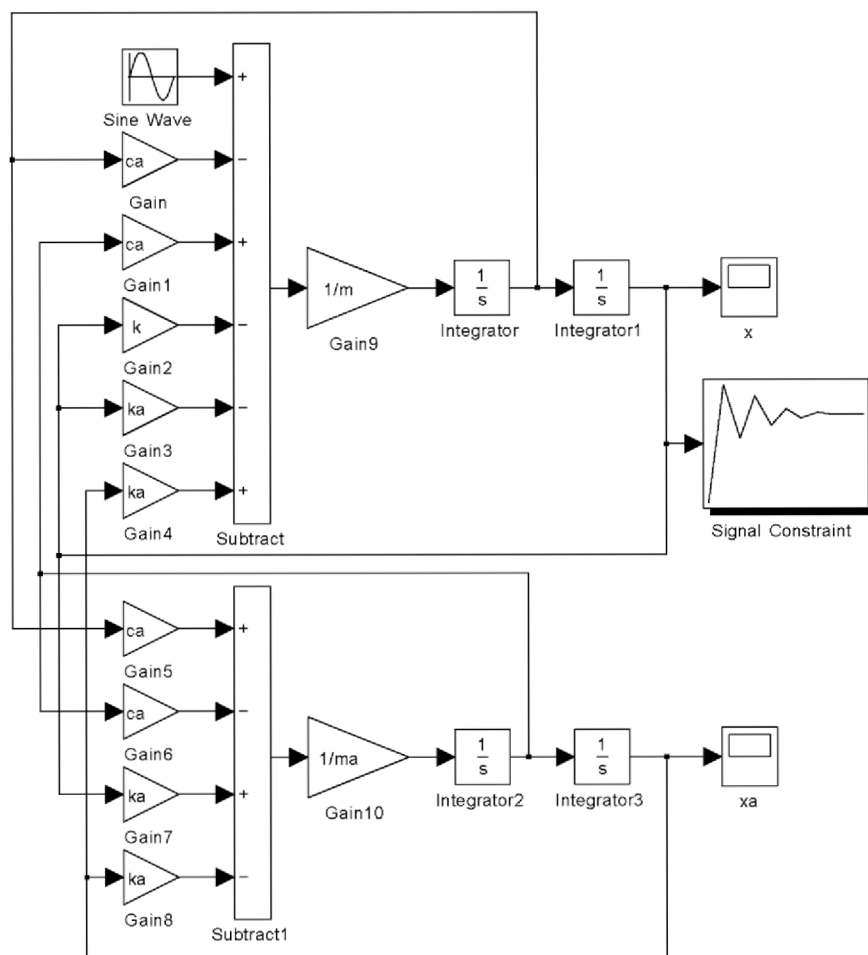 +
Sine Wave
ca
−
Gain
ca
+
Gain1
k
−
Gain2
ka
−
Gain3
ka
+
Gain4
Subtract
1/m
Gain9
1
s
Integrator
1
s
Integrator1
x
Signal Constraint
ca
+
Gain5
ca
−
Gain6
ka
+
Gain7
ka
−
Gain8
Subtract1
1/ma
Gain10
1
s
Integrator2
1
s
Integrator3
xa